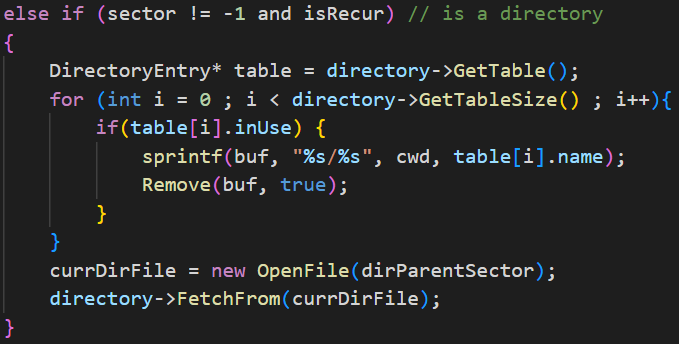 else if (sector != -1 and isRecur) // is a directory
{
    DirectoryEntry* table = directory->GetTable();
    for (int i = 0 ; i < directory->GetTableSize() ; i++){
        if(table[i].inUse) {
            sprintf(buf, "%s/%s", cwd, table[i].name);
            Remove(buf, true);
        }
    }
    currDirFile = new OpenFile(dirParentSector);
    directory->FetchFrom(currDirFile);
}